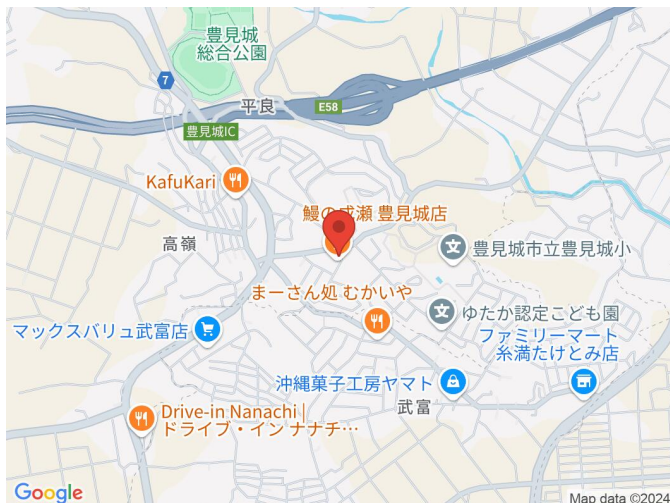 豊見城
総合公園
7
平良
E58
豊見城IC
KafuKari
鰻の成瀬 豊見城店
高嶺
豊見城市立豊見城小
まーさん処 むかいや
ゆたか認定こども園
マックスバリュ武富店
ファミリーマート
糸満たけとみ店
沖縄菓子工房ヤマト
武富
Drive-in Nanachi |
ドライブ・イン ナナチ…
Google
Map data ©2024